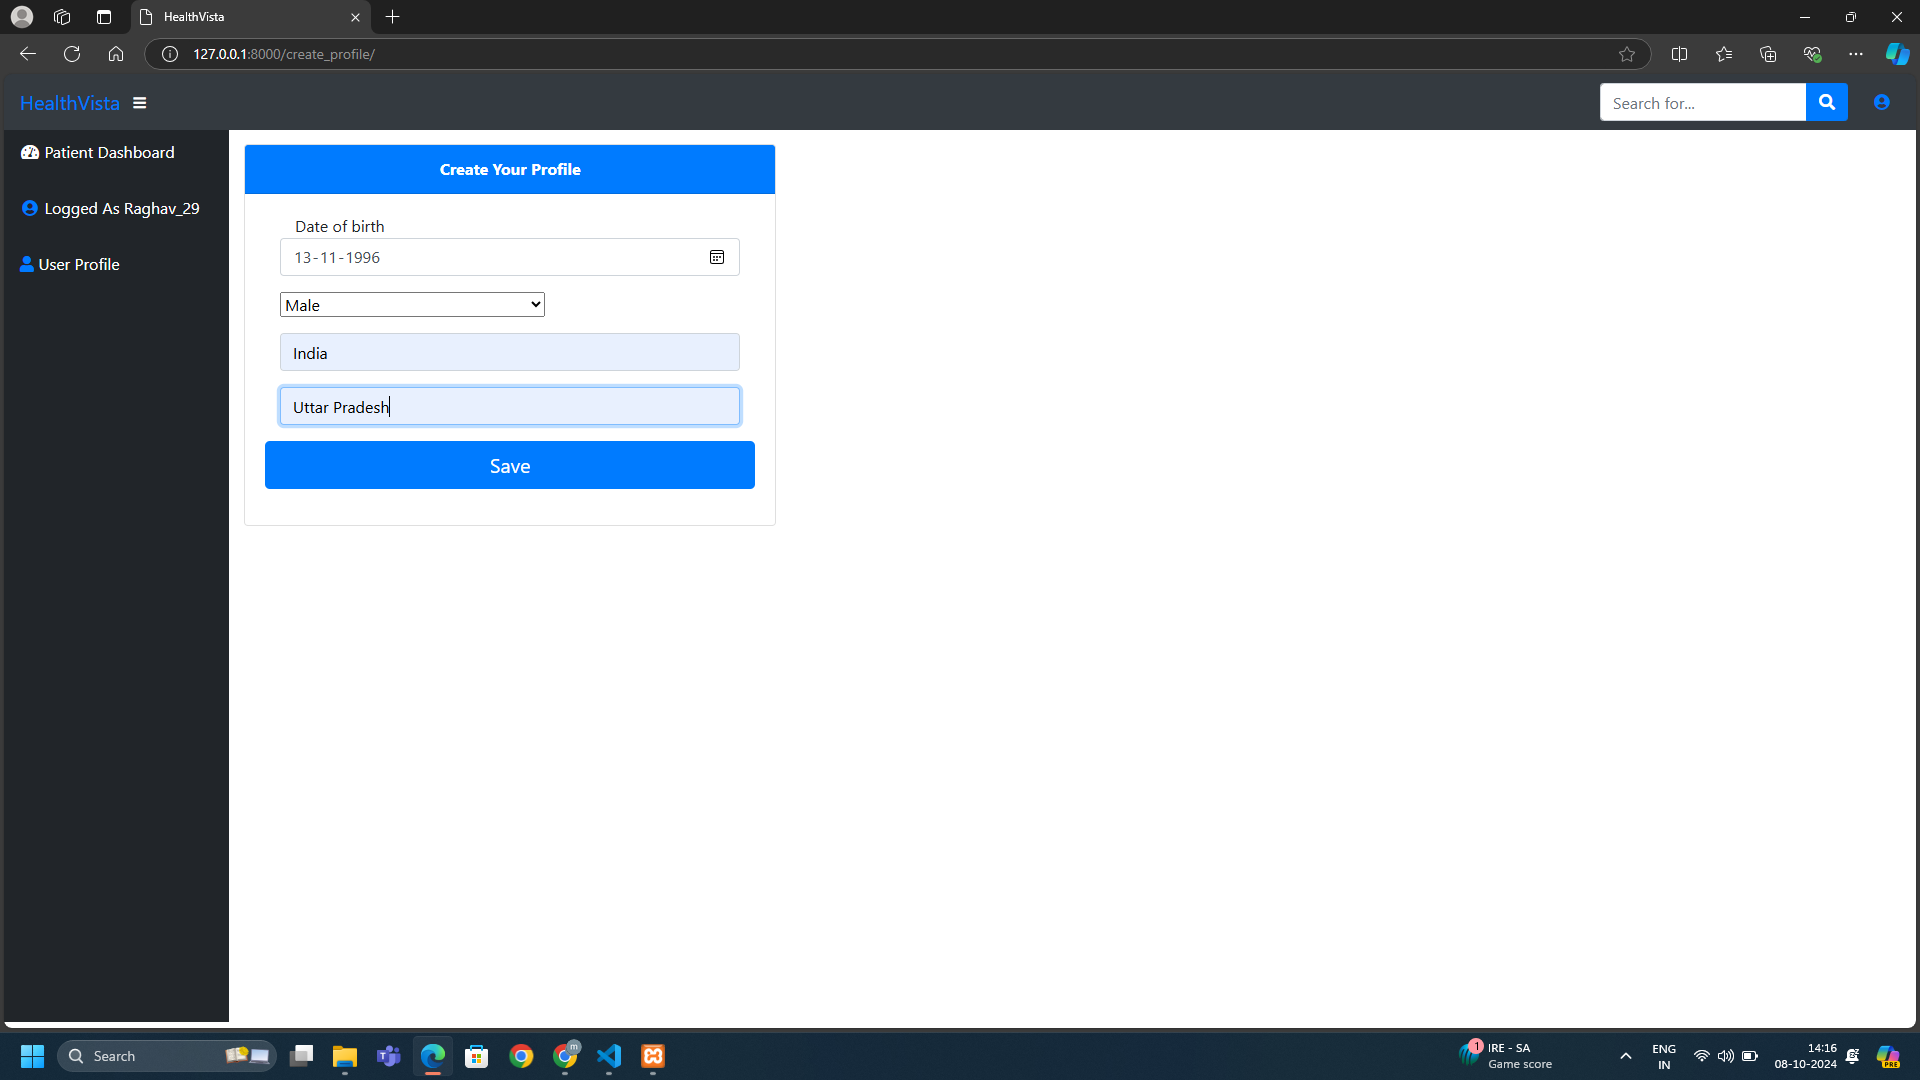 HealthVista
127.0.0.1:8000/create_profile/
HealthVista
Search for...
Patient Dashboard
Logged As Raghav_29
User Profile
Create Your Profile
Date of birth
13-11-1996
Male
India
Uttar Pradesh
Save
Search
m
1
IRE - SA
Game score
ENG
IN
14:16
08-10-2024
PRE